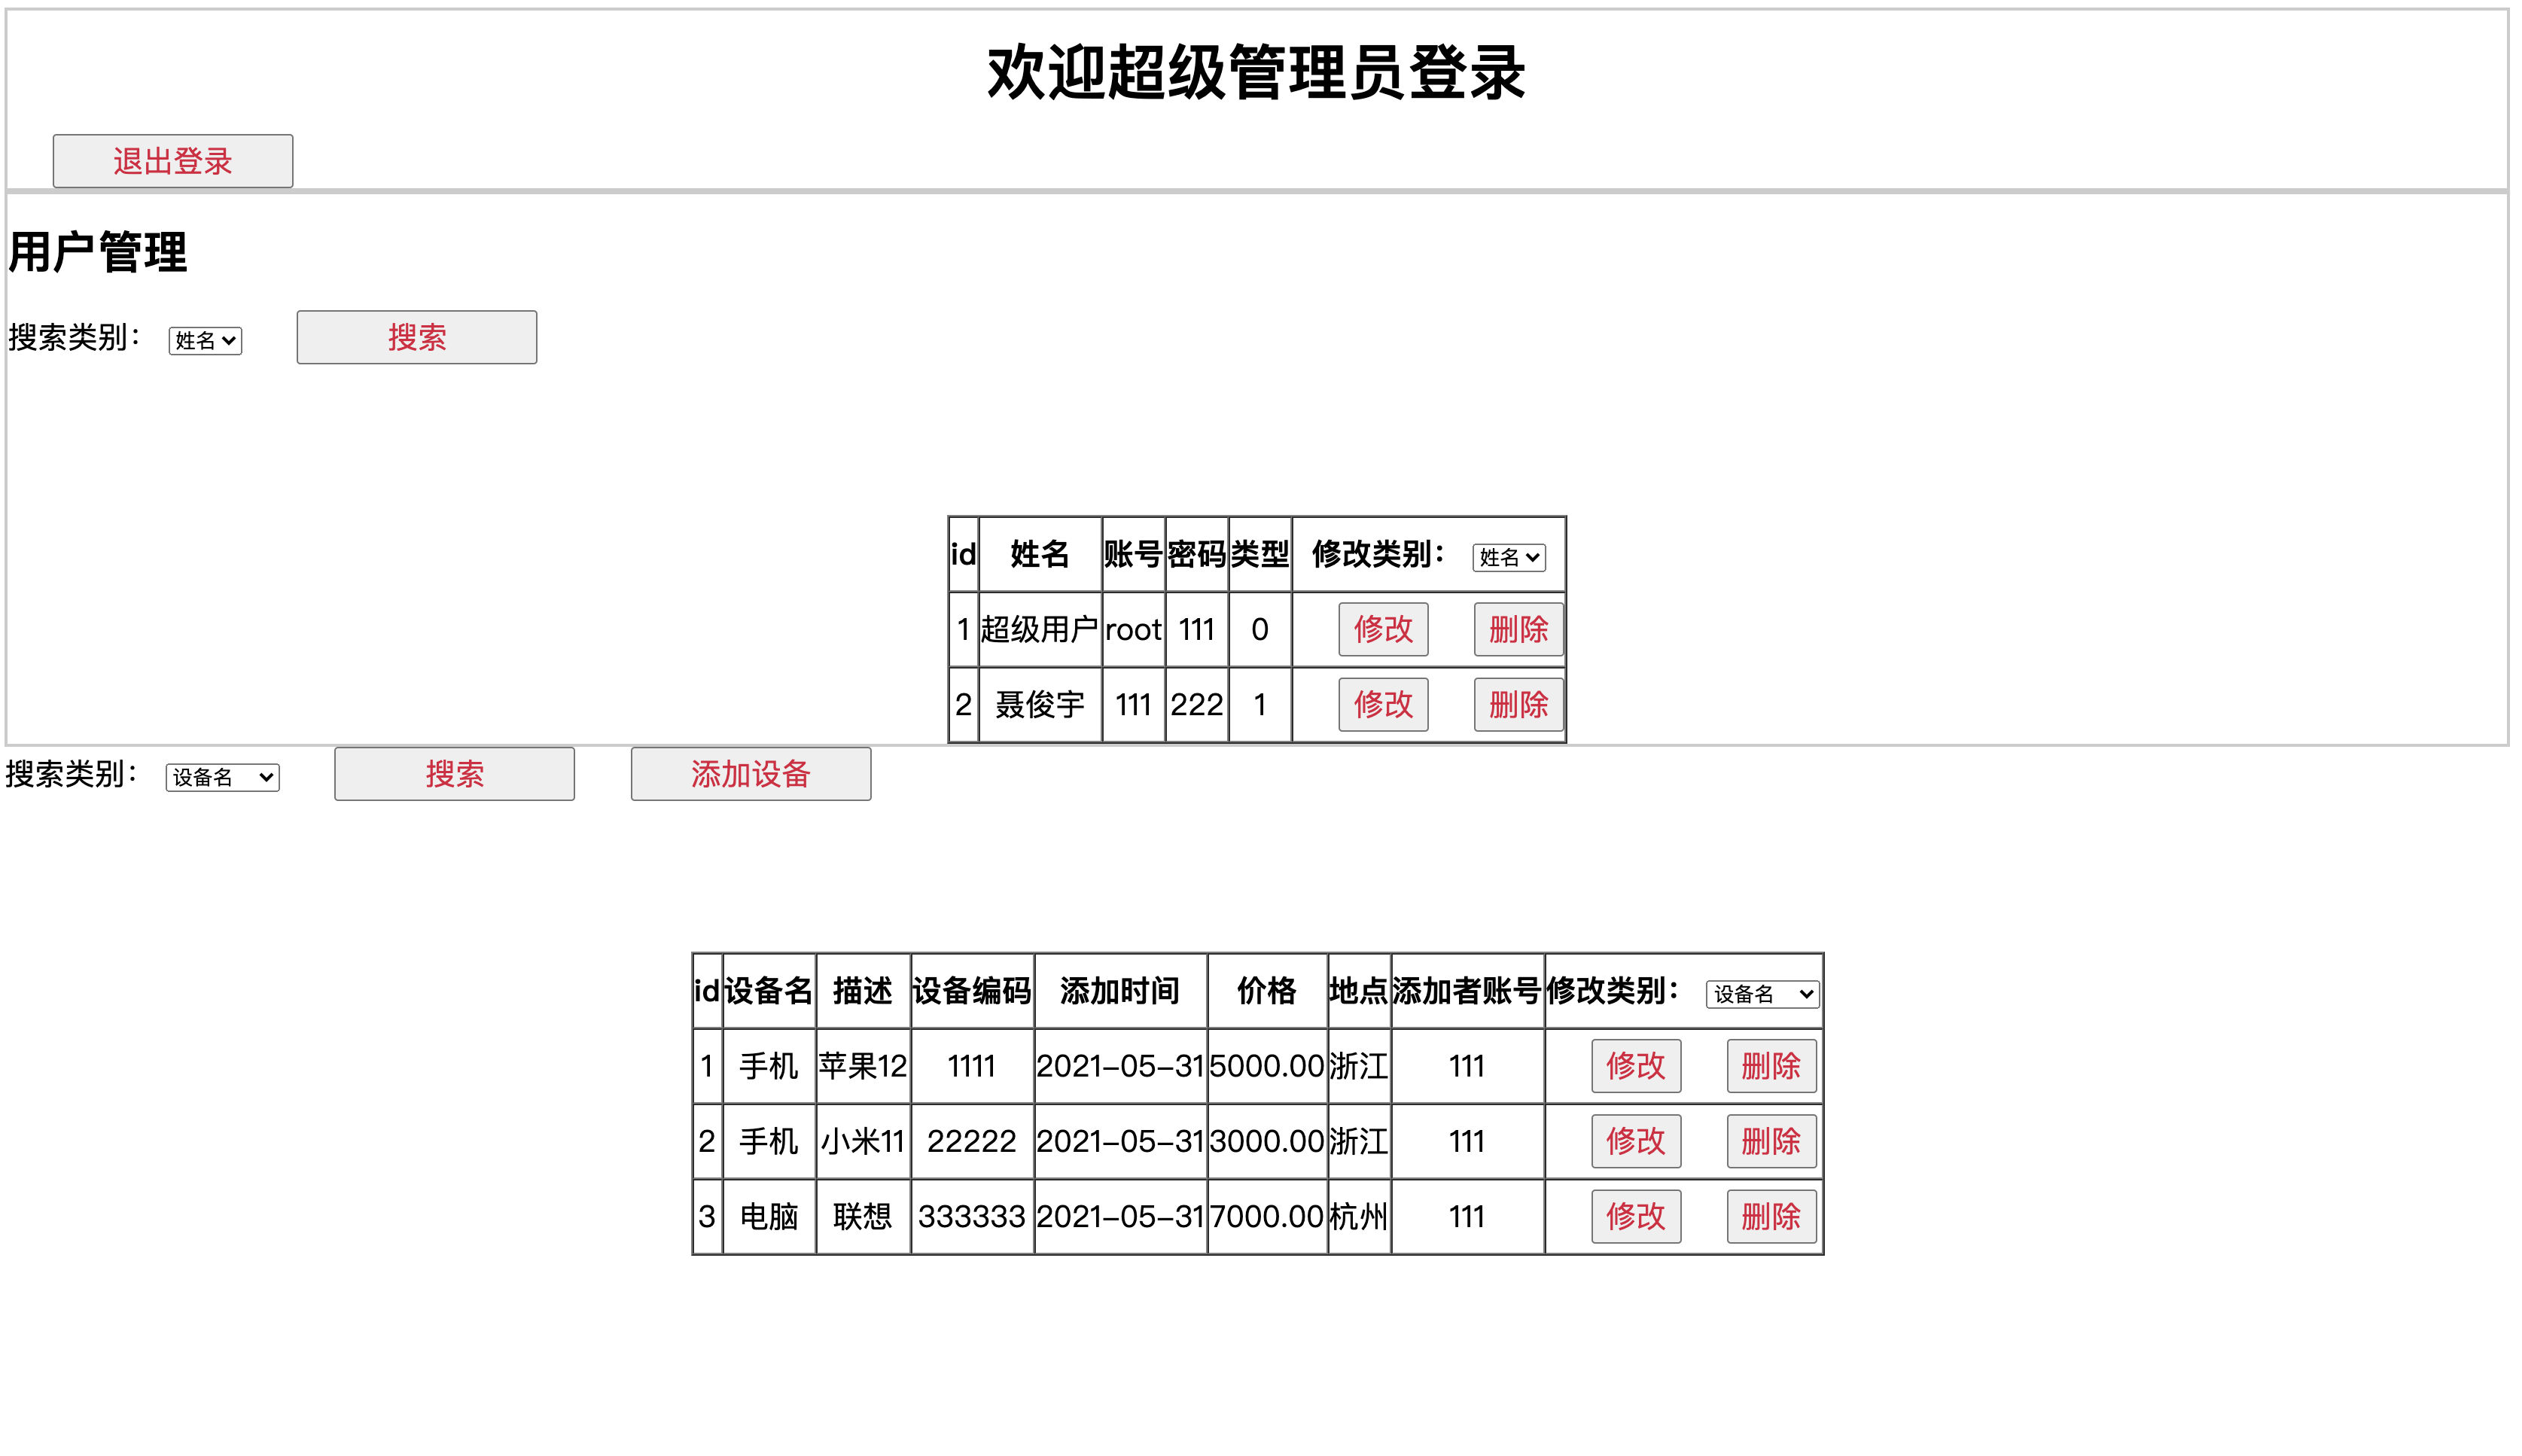 欢迎超级管理员登录
退出登录
用户管理
搜索类别： 姓名 搜索
id 姓名 账号 密码 类型 修改类别： 姓名
1 超级用户 root 111 0 修改 删除
2 聂俊宇 111 222 1 修改 删除
搜索类别： 设备名 搜索 添加设备
id 设备名 描述 设备编码 添加时间 价格 地点 添加者账号 修改类别： 设备名
1 手机 苹果12 1111 2021-05-31 5000.00 浙江 111 修改 删除
2 手机 小米11 22222 2021-05-31 3000.00 浙江 111 修改 删除
3 电脑 联想 333333 2021-05-31 7000.00 杭州 111 修改 删除